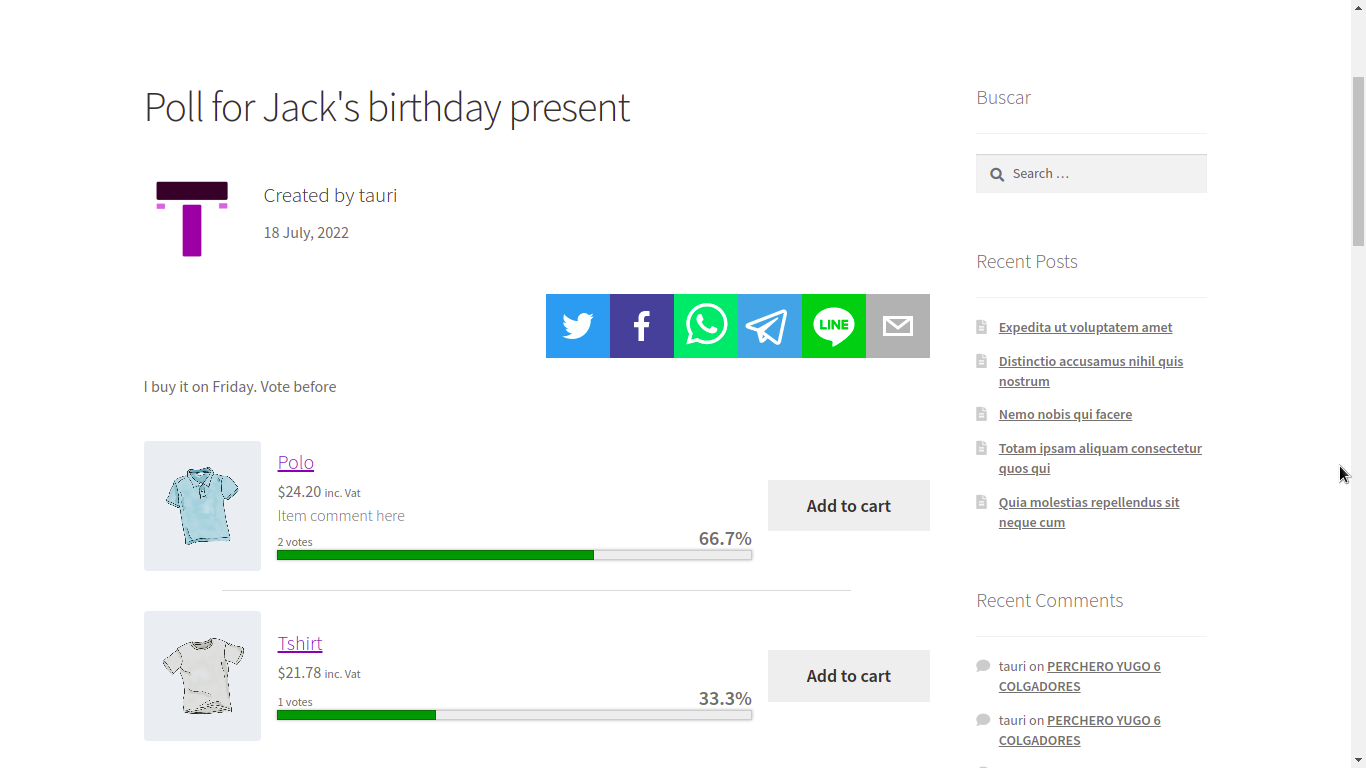 Poll for Jack's birthday present
Created by tauri
18 July, 2022
LINE
I buy it on Friday. Vote before
Polo
$24.20 inc. Vat
Item comment here
2 votes
66.7%
Add to cart
Tshirt
$21.78 inc. Vat
1 votes
33.3%
Add to cart
Buscar
Search …
Recent Posts
Expedita ut voluptatem amet
Distinctio accusamus nihil quis
nostrum
Nemo nobis qui facere
Totam ipsam aliquam consectetur
quos qui
Quia molestias repellendus sit
neque cum
Recent Comments
tauri on PERCHERO YUGO 6
COLGADORES
tauri on PERCHERO YUGO 6
COLGADORES